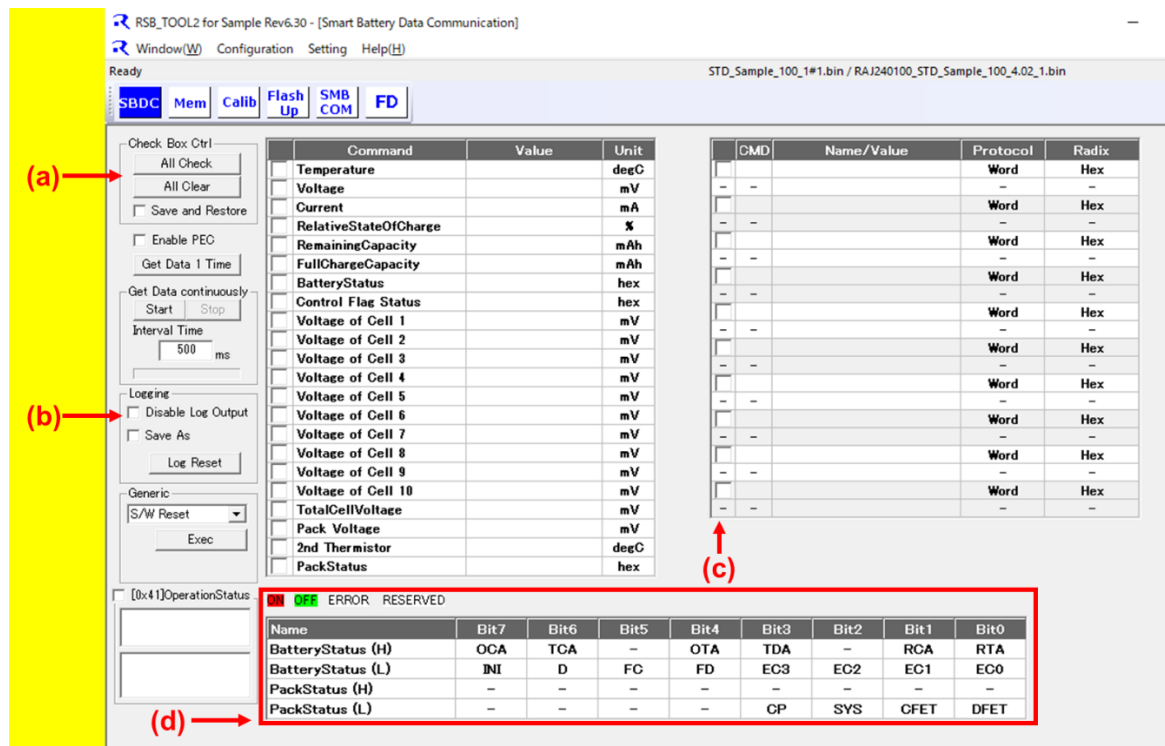 RSB_TOOL2 for Sample Rev6.30 - [Smart Battery Data Communication]
Window(W) Configuration Setting Help(H)
Ready STD_Sample_100_1#1.bin / RAJ240100_STD_Sample_100_4.02_1.bin
SBDC Mem Calib Flash Up SMB COM FD
Check Box Ctrl
All Check
All Clear
Save and Restore
Enable PEC
Get Data 1 Time
Get Data continuously
Start Stop
Interval Time
500 ms
Logging
Disable Log Output
Save As
Log Reset
Generic
S/W Reset
Exec
[0x41]OperationStatus
(a)
(b)
Command Value Unit
Temperature degC
Voltage mV
Current mA
RelativeStateOfCharge %
RemainingCapacity mAh
FullChargeCapacity mAh
BatteryStatus hex
Control Flag Status hex
Voltage of Cell 1 mV
Voltage of Cell 2 mV
Voltage of Cell 3 mV
Voltage of Cell 4 mV
Voltage of Cell 5 mV
Voltage of Cell 6 mV
Voltage of Cell 7 mV
Voltage of Cell 8 mV
Voltage of Cell 9 mV
Voltage of Cell 10 mV
TotalCellVoltage mV
Pack Voltage mV
2nd Thermistor degC
PackStatus hex
CMD Name/Value Protocol Radix
Word Hex
- - - -
Word Hex
- - - -
Word Hex
- - - -
Word Hex
- - - -
Word Hex
- - - -
Word Hex
- - - -
Word Hex
- - - -
Word Hex
- - - -
Word Hex
- - - -
Word Hex
- - - -
(c)
ON OFF ERROR RESERVED
Name Bit7 Bit6 Bit5 Bit4 Bit3 Bit2 Bit1 Bit0
BatteryStatus (H) OCA TCA - OTA TDA - RCA RTA
BatteryStatus (L) INI D FC FD EC3 EC2 EC1 EC0
PackStatus (H) - - - - - - - -
PackStatus (L) - - - - CP SYS CFET DFET
(d)